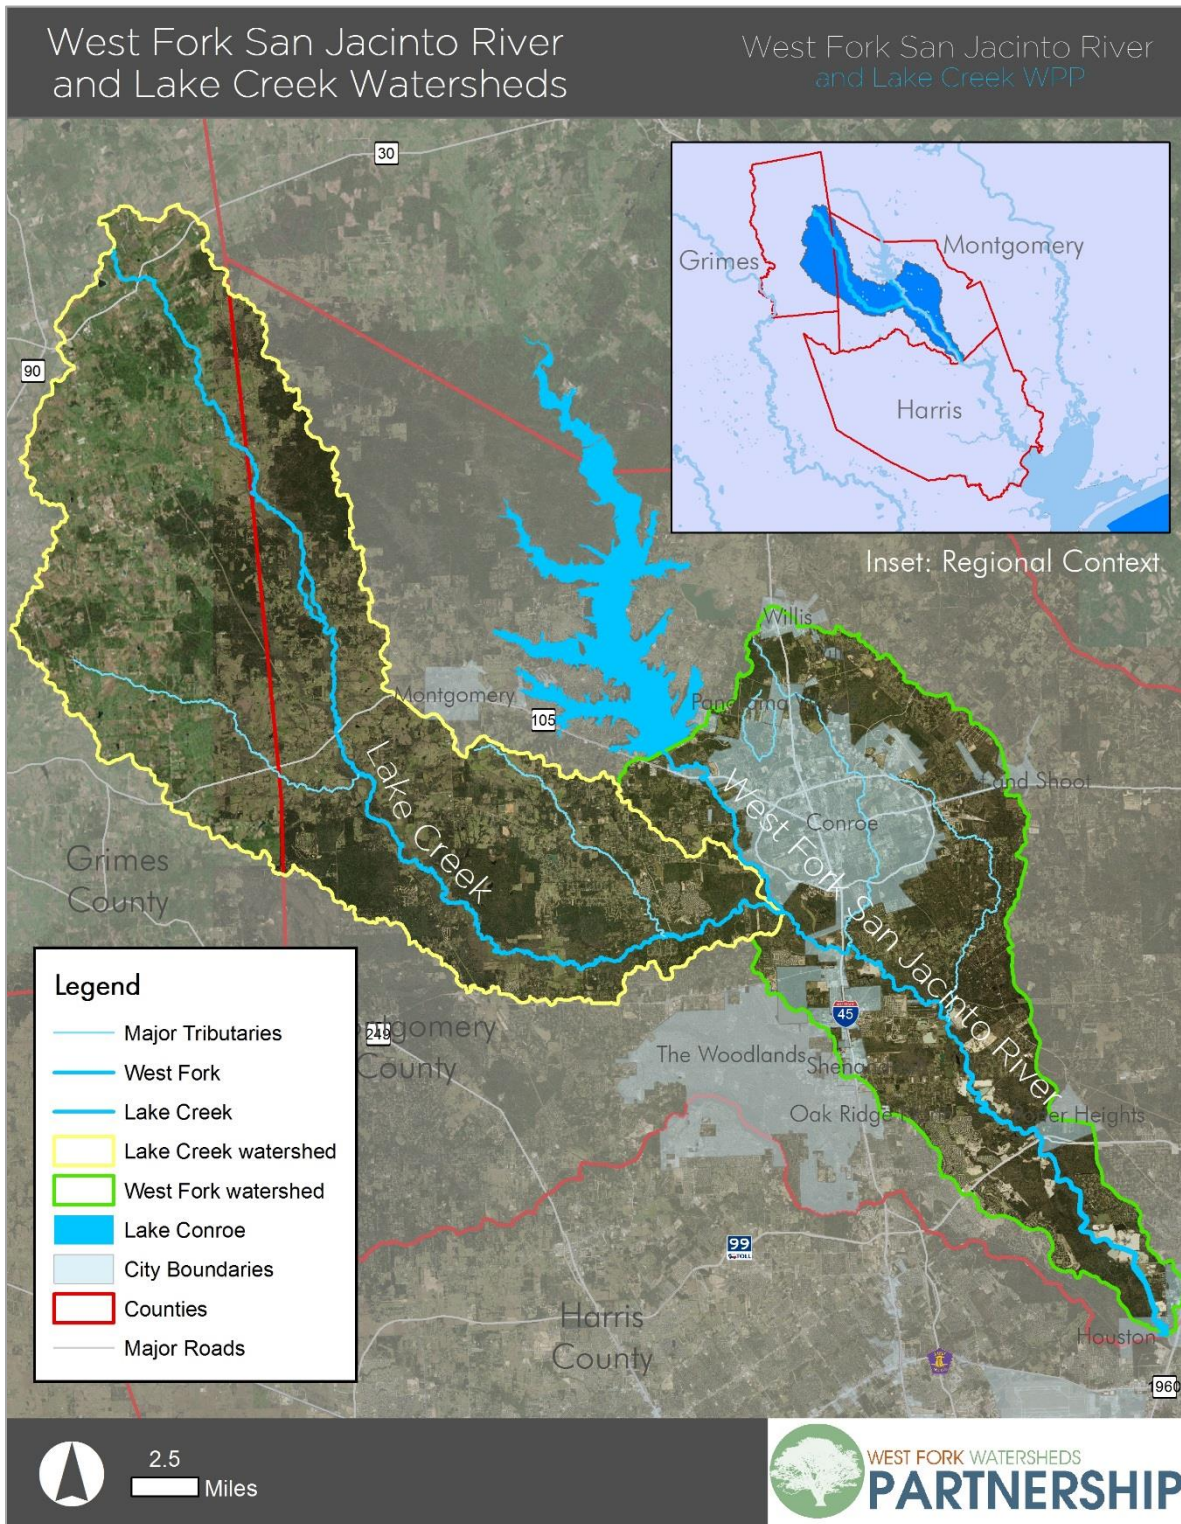 West Fork San Jacinto River
and Lake Creek Watersheds
West Fork San Jacinto River
and Lake Creek WPP
30
90
Grimes
Montgomery
Harris
Inset: Regional Context
Willis
Montgomery
105
Conroe
Lake Creek
West Fork San Jacinto River
Grimes
County
County
249
45
The Woodlands
Oak Ridge
Heights
99
TOLL
Harris
County
Houston
1960
Legend
Major Tributaries
West Fork
Lake Creek
Lake Creek watershed
West Fork watershed
Lake Conroe
City Boundaries
Counties
Major Roads
2.5
Miles
WEST FORK WATERSHEDS
PARTNERSHIP